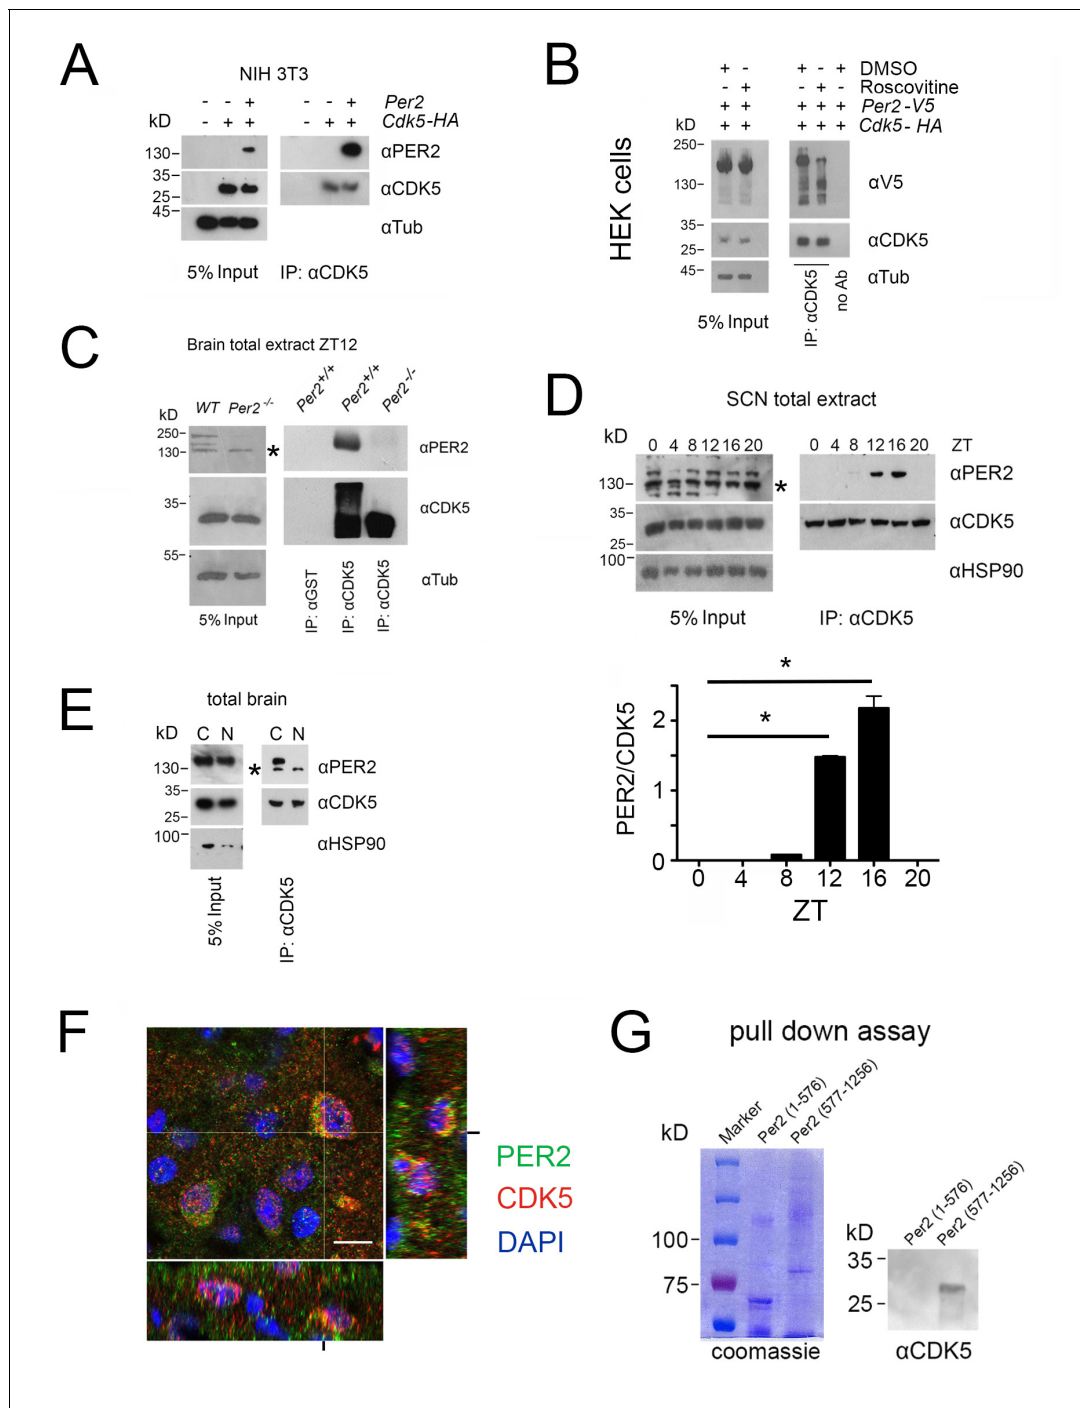 A
NIH 3T3
- - + - - + Per2
kD - + + - + + Cdk5-HA
130 αPER2
35
25 αCDK5
45
αTub
5% Input IP: αCDK5
B
HEK cells
+ - + - + DMSO
- + - + - Roscovitine
+ + + + + Per2-V5
kD + + + + + Cdk5-HA
250
130 αV5
35
25 αCDK5
45 αTub
5% Input IP: αCDK5 no Ab
C
Brain total extract ZT12
kD WT Per2-/- Per2+/+ Per2+/+ Per2-/-
250
130 * αPER2
35 αCDK5
55
αTub
5% Input IP: αGST IP: αCDK5 IP: αCDK5
D
SCN total extract
kD 0 4 8 12 16 20 0 4 8 12 16 20 ZT
130 * αPER2
35
25 αCDK5
100 αHSP90
5% Input IP: αCDK5
*
*
PER2/CDK5
2
1
0
0 4 8 12 16 20
ZT
E
total brain
kD C N C N
130 * αPER2
35
25 αCDK5
100
αHSP90
5% Input IP: αCDK5
F
PER2
CDK5
DAPI
G
pull down assay
kD Marker Per2 (1-576) Per2 (577-1256)
100
75
coomassie
kD Per2 (1-576) Per2 (577-1256)
35
25
αCDK5